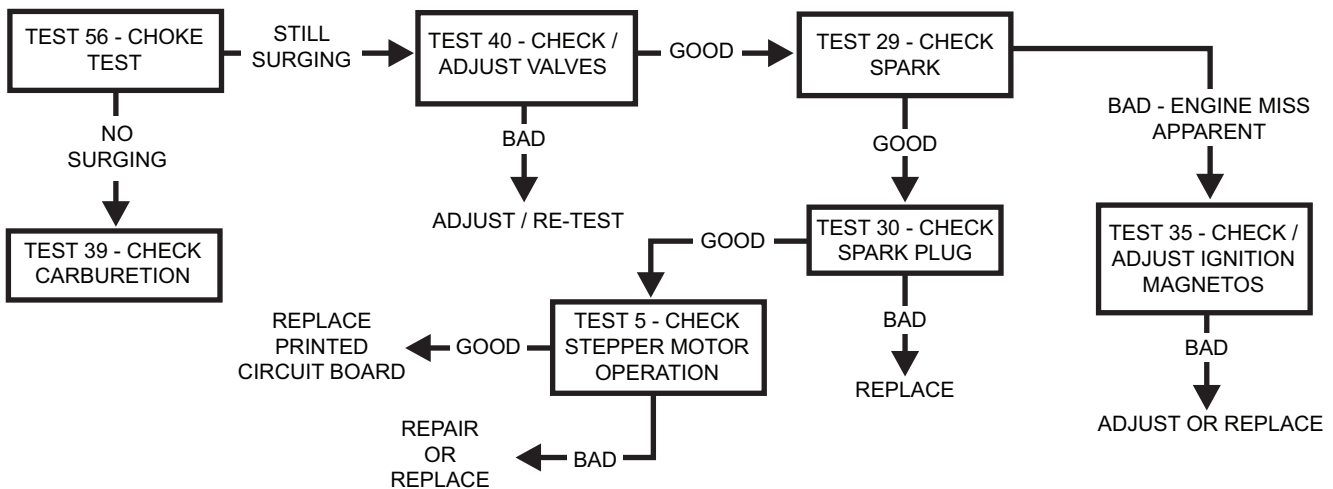 TEST 56 - CHOKE
TEST
STILL
SURGING
TEST 40 - CHECK /
ADJUST VALVES
GOOD
TEST 29 - CHECK
SPARK
BAD - ENGINE MISS
APPARENT
NO
SURGING
BAD
GOOD
ADJUST / RE-TEST
TEST 39 - CHECK
CARBURETION
GOOD
TEST 30 - CHECK
SPARK PLUG
TEST 35 - CHECK /
ADJUST IGNITION
MAGNETOS
REPLACE
PRINTED
CIRCUIT BOARD
GOOD
TEST 5 - CHECK
STEPPER MOTOR
OPERATION
BAD
REPLACE
BAD
ADJUST OR REPLACE
REPAIR
OR
REPLACE
BAD